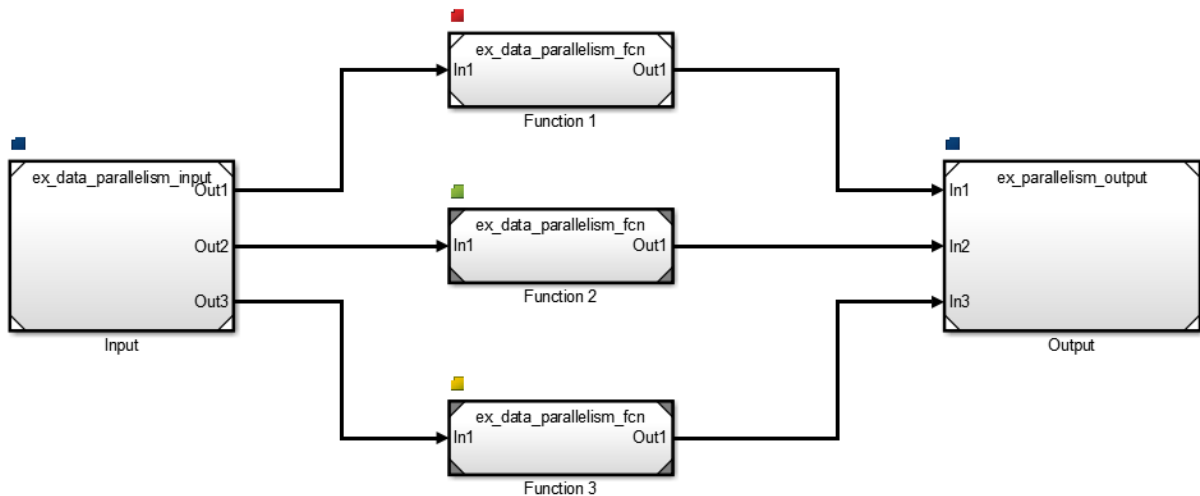 ex_data_parallelism_fcn
In1 Out1
Function 1
ex_data_parallelism_input
Out1
Out2
Out3
Input
ex_data_parallelism_fcn
In1 Out1
Function 2
ex_data_parallelism_fcn
In1 Out1
Function 3
ex_parallelism_output
In1
In2
In3
Output